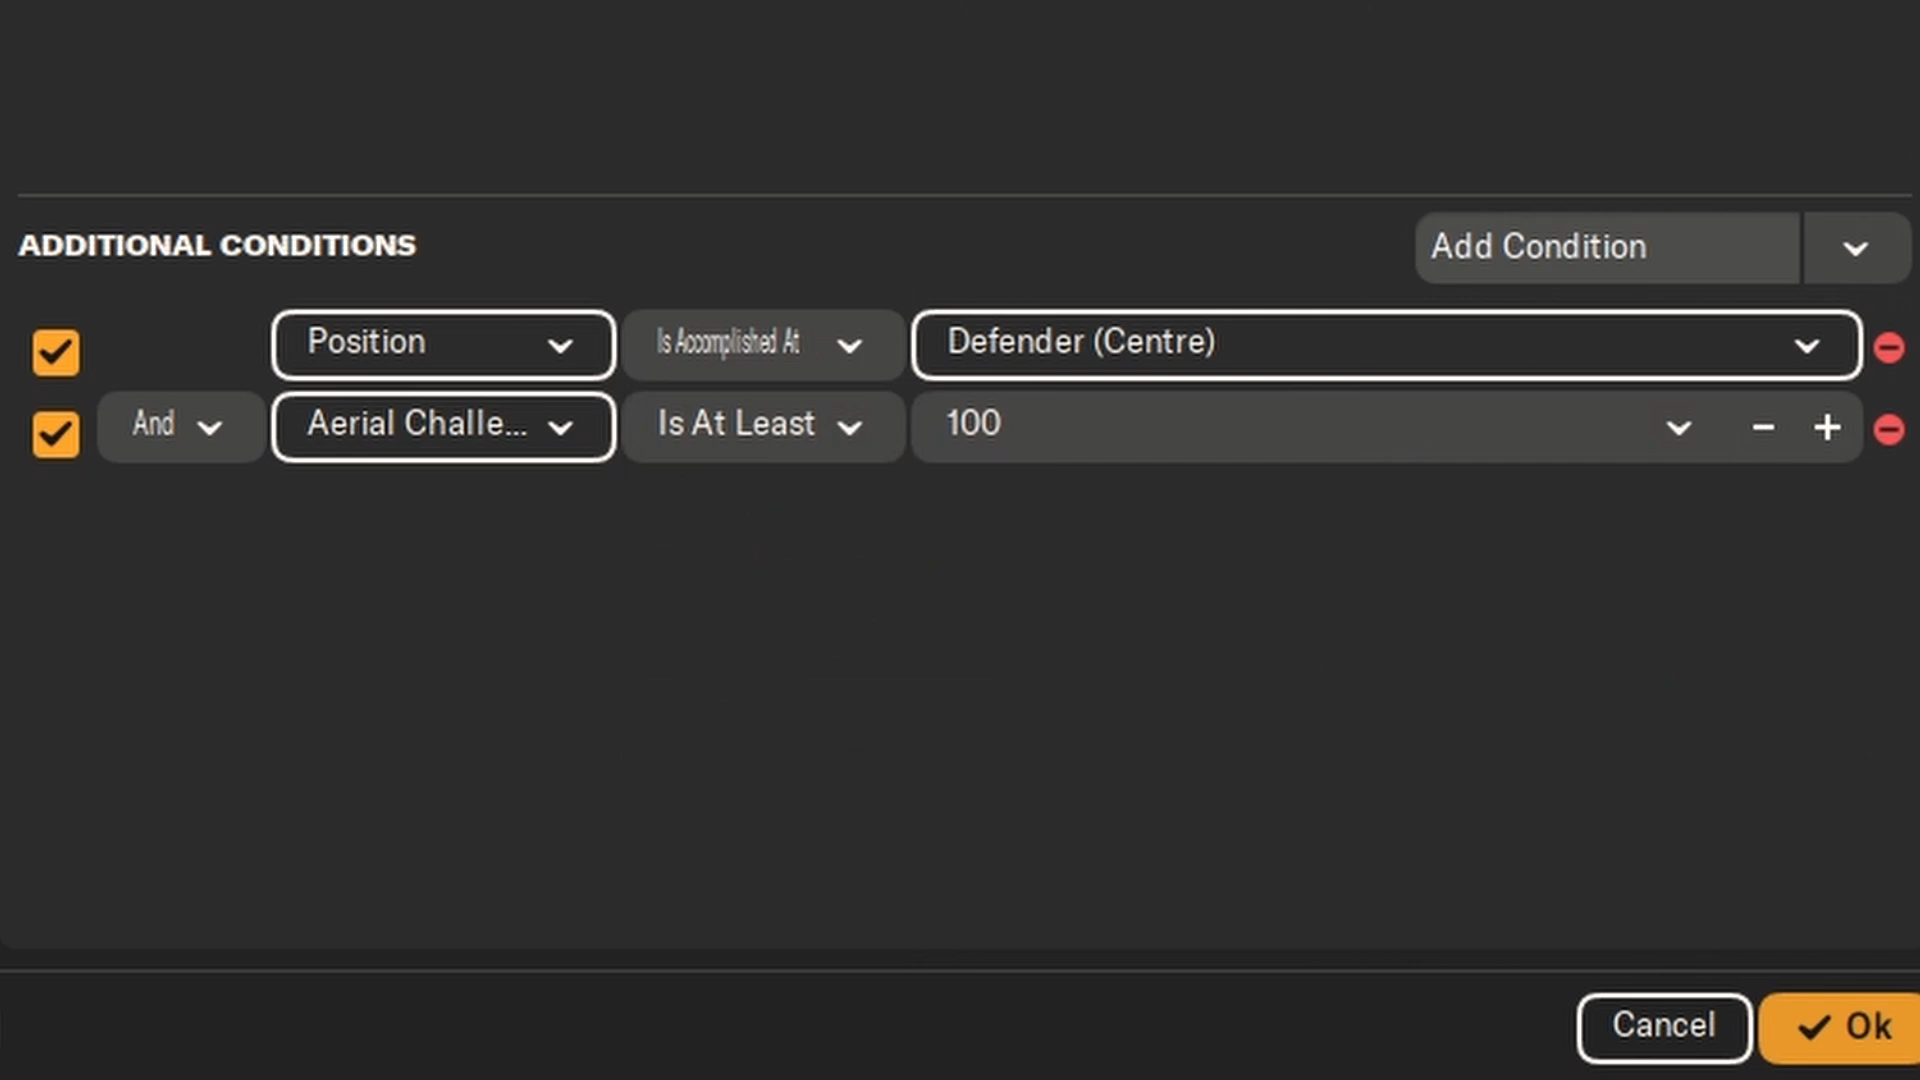 ADDITIONAL CONDITIONS Add Condition
Position Is Accomplished At Defender (Centre)
And Aerial Challe... Is At Least 100
Cancel Ok